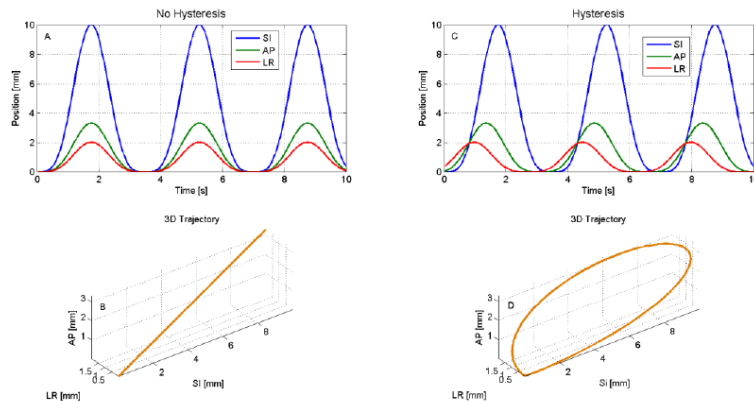 No Hysteresis
A
SI
AP
LR
Position [mm]
10
8
6
4
2
0
0 2 4 6 8 10
Time [s]
Hysteresis
C
SI
AP
LR
Position [mm]
10
8
6
4
2
0
0 2 4 6 8 10
Time [s]
3D Trajectory
B
AP [mm]
3
2
1
1.5
0.5
LR [mm]
2 4 6 8
SI [mm]
3D Trajectory
D
AP [mm]
3
2
1
1.5
0.5
LR [mm]
2 4 6 8
Si [mm]